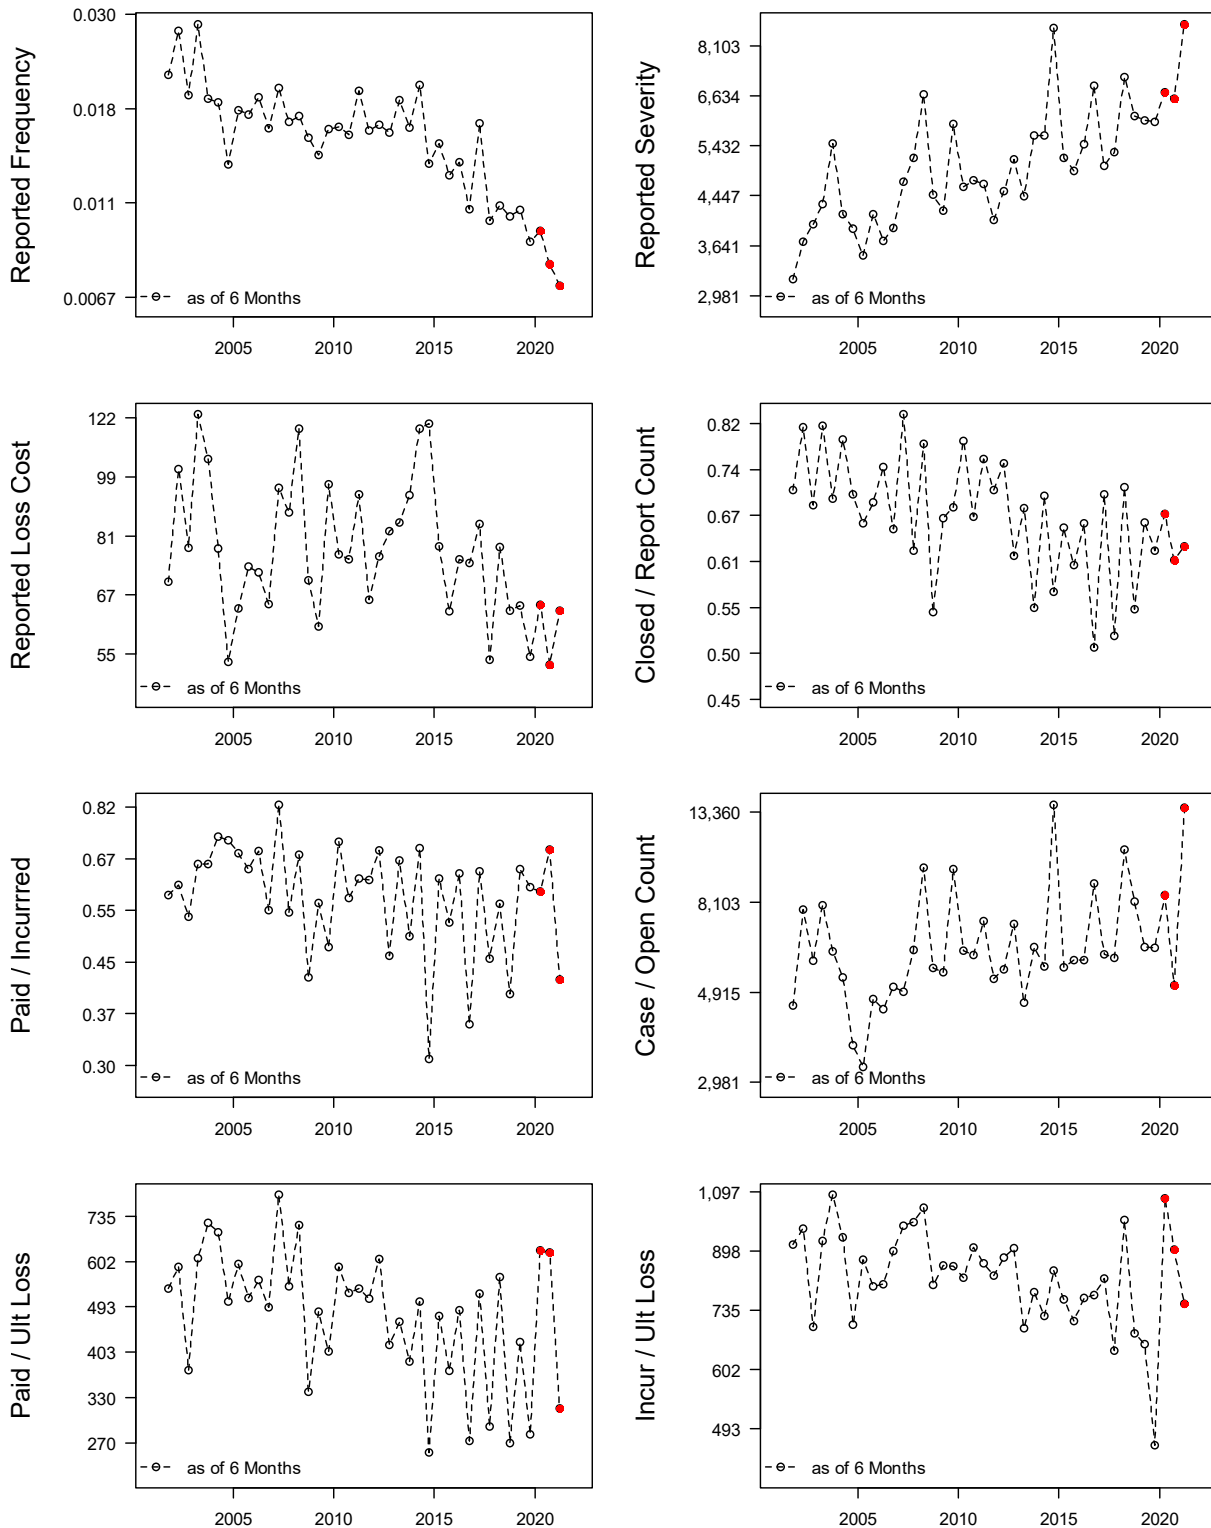 Reported Frequency
0.030
0.018
0.011
0.0067
as of 6 Months
2005 2010 2015 2020
Reported Severity
8,103
6,634
5,432
4,447
3,641
2,981
as of 6 Months
2005 2010 2015 2020
Reported Loss Cost
122
99
81
67
55
as of 6 Months
2005 2010 2015 2020
Closed / Report Count
0.82
0.74
0.67
0.61
0.55
0.50
0.45
as of 6 Months
2005 2010 2015 2020
Paid / Incurrred
0.82
0.67
0.55
0.45
0.37
0.30
as of 6 Months
2005 2010 2015 2020
Case / Open Count
13,360
8,103
4,915
2,981
as of 6 Months
2005 2010 2015 2020
Paid / Ult Loss
735
602
493
403
330
270
as of 6 Months
2005 2010 2015 2020
Incur / Ult Loss
1,097
898
735
602
493
as of 6 Months
2005 2010 2015 2020